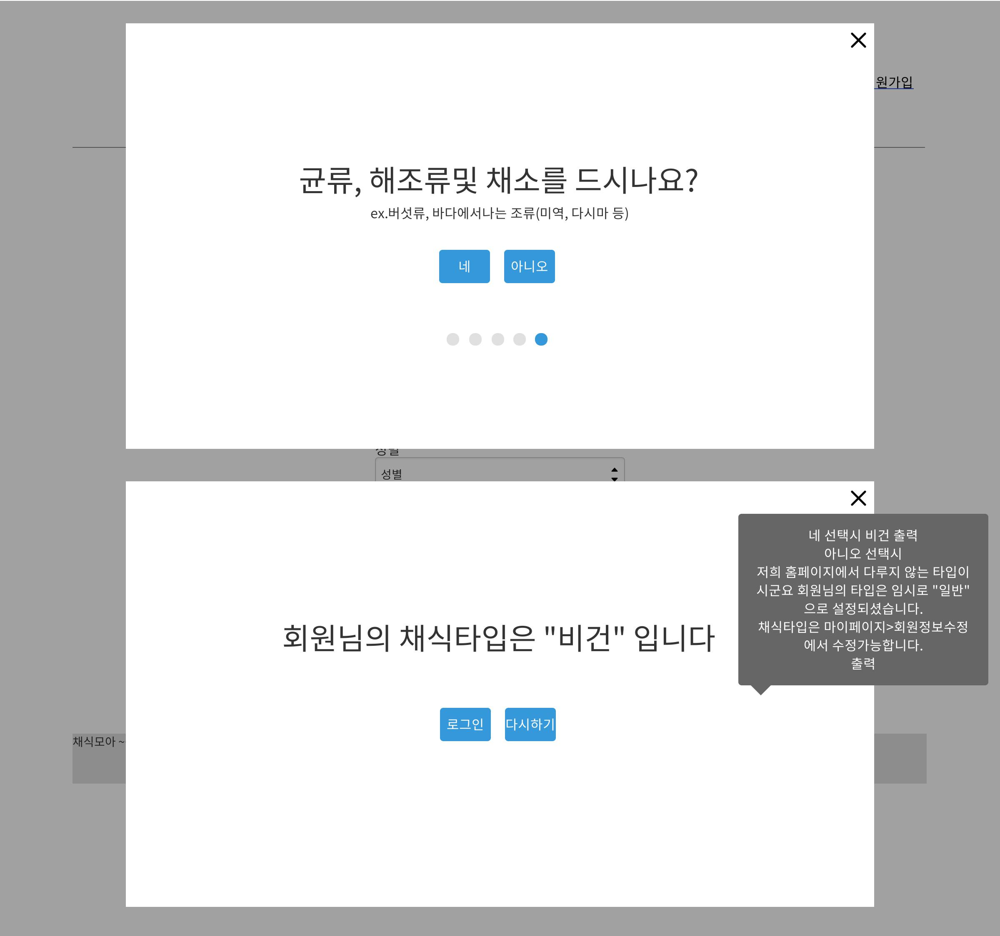 원가입
균류, 해조류및 채소를 드시나요?
ex.버섯류, 바다에서나는 조류(미역, 다시마 등)
네
아니오
성별
성별
회원님의 채식타입은 "비건" 입니다
로그인
다시하기
네 선택시 비건 출력
아니오 선택시
저희 홈페이지에서 다루지 않는 타입이
시군요 회원님의 타입은 임시로 "일반"
으로 설정되셨습니다.
채식타입은 마이페이지>회원정보수정
에서 수정가능합니다.
출력
채식모아 ~